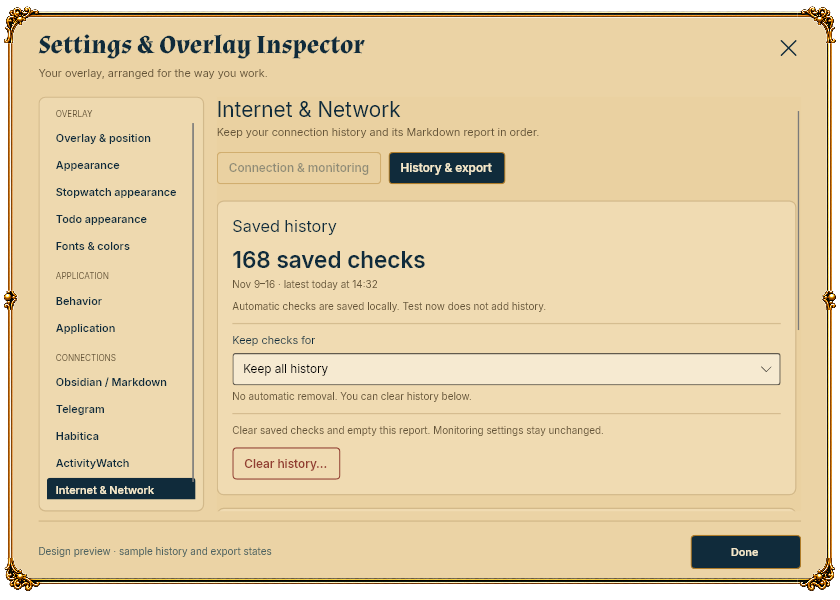 Settings & Overlay Inspector
Your overlay, arranged for the way you work.
OVERLAY
Overlay & position
Appearance
Stopwatch appearance
Todo appearance
Fonts & colors
APPLICATION
Behavior
Application
CONNECTIONS
Obsidian / Markdown
Telegram
Habitica
ActivityWatch
Internet & Network
Internet & Network
Keep your connection history and its Markdown report in order.
Connection & monitoring
History & export
Saved history
168 saved checks
Nov 9–16 · latest today at 14:32
Automatic checks are saved locally. Test now does not add history.
Keep checks for
Keep all history
No automatic removal. You can clear history below.
Clear saved checks and empty this report. Monitoring settings stay unchanged.
Clear history...
Design preview · sample history and export states
Done